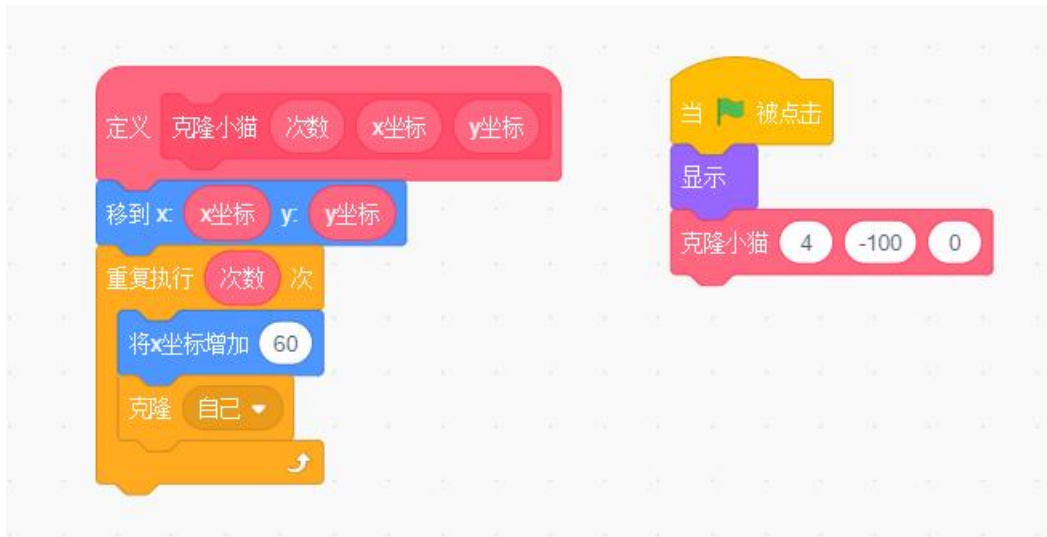 定义 克隆小猫 次数 x坐标 y坐标
移到 x: x坐标 y: y坐标
重复执行 次数 次
将x坐标增加 60
克隆 自己
当 被点击
显示
克隆小猫 4 -100 0